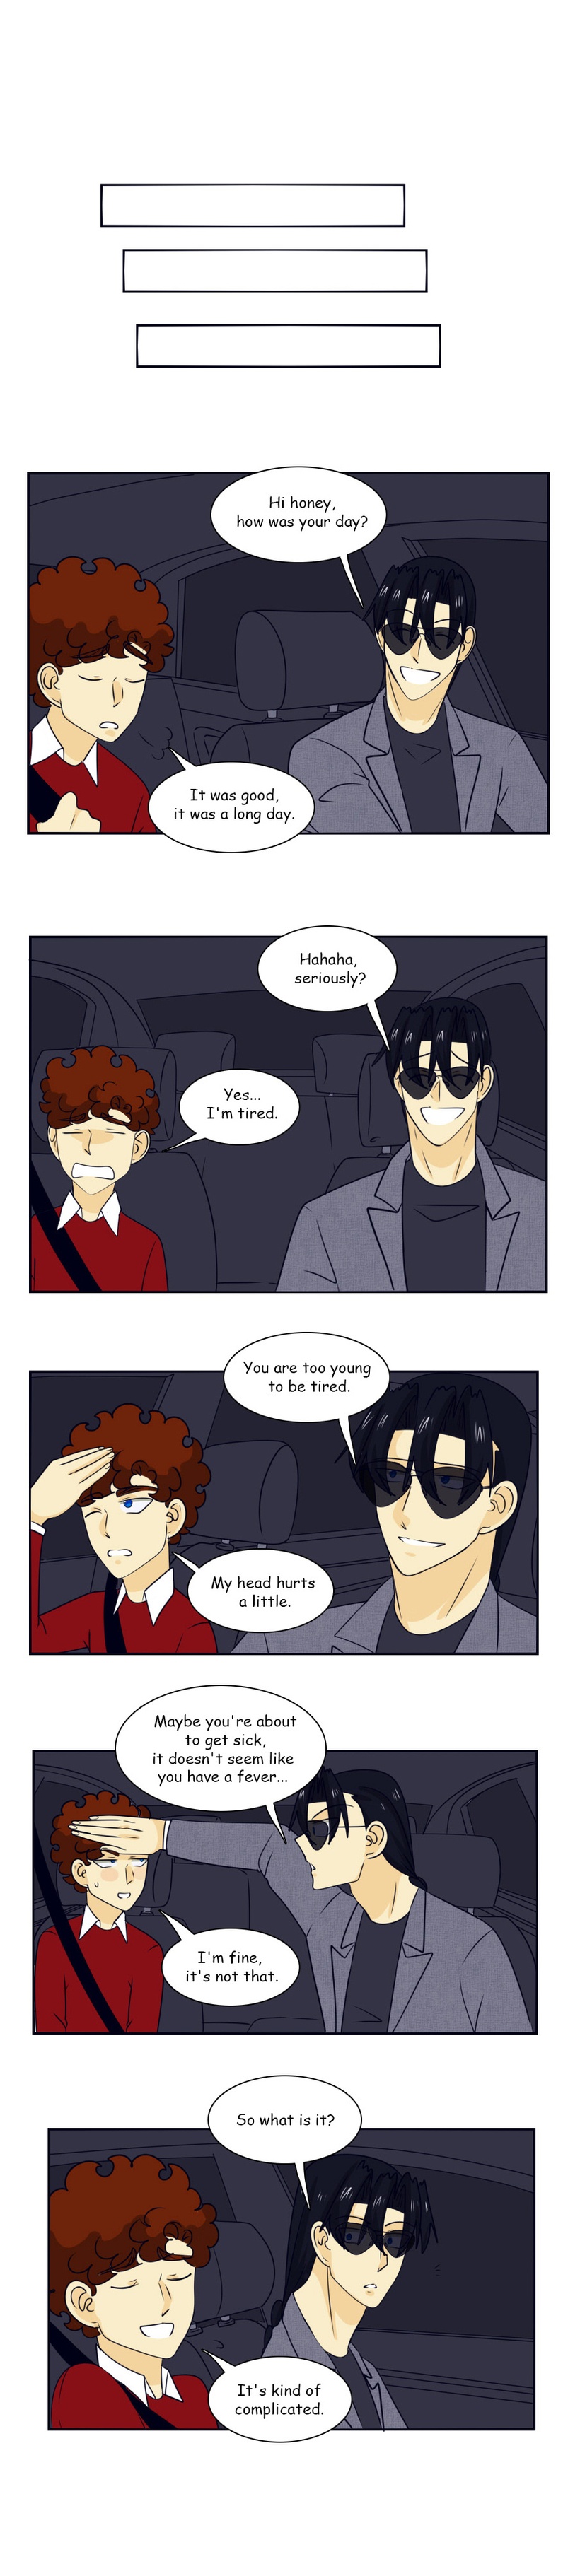 Hi honey,
how was your day?
It was good,
it was a long day.
Hahaha,
seriously?
Yes...
I'm tired.
You are too young
to be tired.
My head hurts
a little.
Maybe you're about
to get sick,
it doesn't seem like
you have a fever...
I'm fine,
it's not that.
So what is it?
It's kind of
complicated.